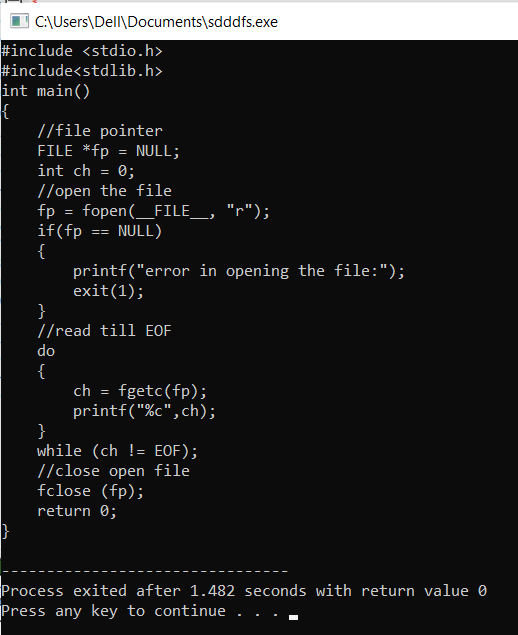 C:\Users\Dell\Documents\sdddfs.exe
#include <stdio.h>
#include<stdlib.h>
int main()
{
    //file pointer
    FILE *fp = NULL;
    int ch = 0;
    //open the file
    fp = fopen(__FILE__, "r");
    if(fp == NULL)
    {
        printf("error in opening the file:");
        exit(1);
    }
    //read till EOF
    do
    {
        ch = fgetc(fp);
        printf("%c",ch);
    }
    while (ch != EOF);
    //close open file
    fclose (fp);
    return 0;
}
--------------------------------
Process exited after 1.482 seconds with return value 0
Press any key to continue . . .